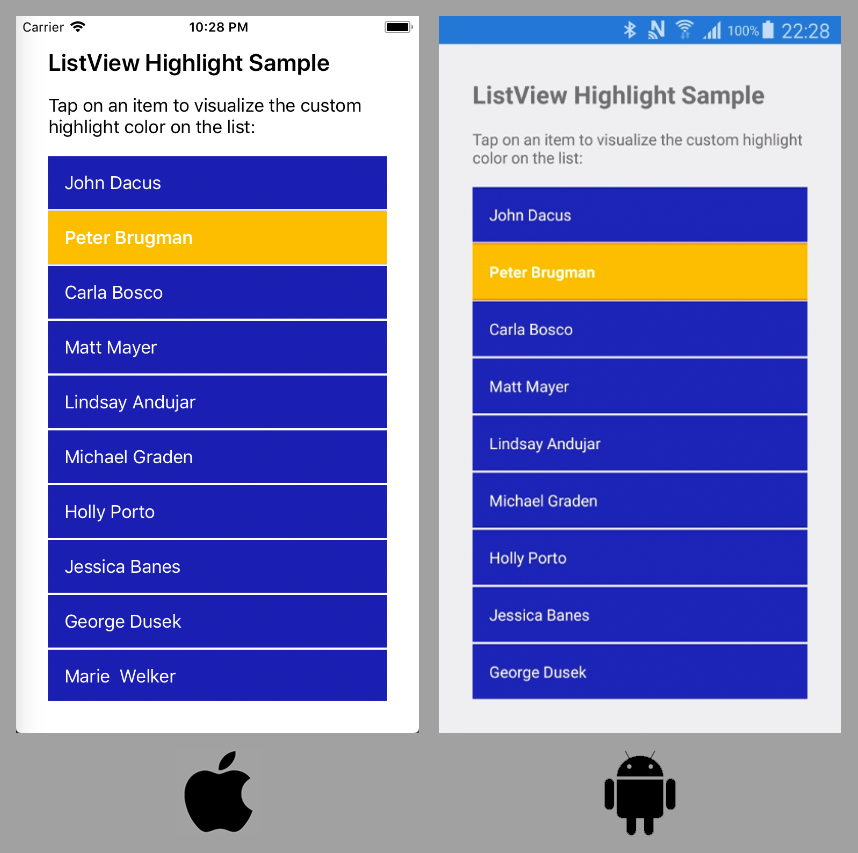 Carrier 10:28 PM
ListView Highlight Sample
Tap on an item to visualize the custom
highlight color on the list:
John Dacus
Peter Brugman
Carla Bosco
Matt Mayer
Lindsay Andujar
Michael Graden
Holly Porto
Jessica Banes
George Dusek
Marie  Welker
100% 22:28
ListView Highlight Sample
Tap on an item to visualize the custom highlight
color on the list:
John Dacus
Peter Brugman
Carla Bosco
Matt Mayer
Lindsay Andujar
Michael Graden
Holly Porto
Jessica Banes
George Dusek